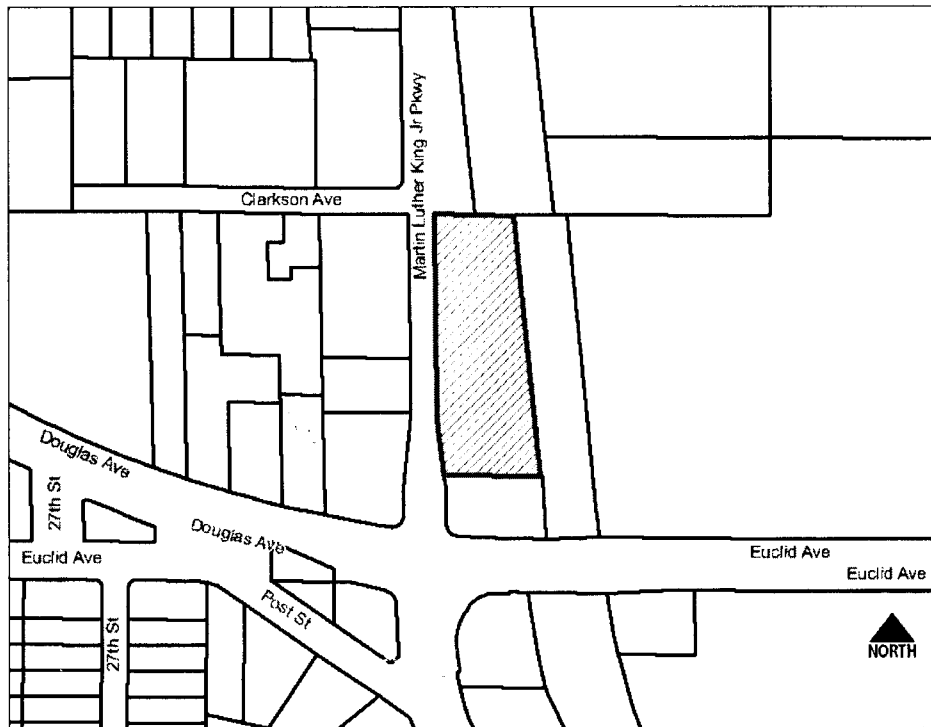 Martin Luther King Jr Pkwy
Clarkson Ave
Douglas Ave
27th St
Douglas Ave
Euclid Ave
Euclid Ave
Euclid Ave
Post St
27th St
NORTH